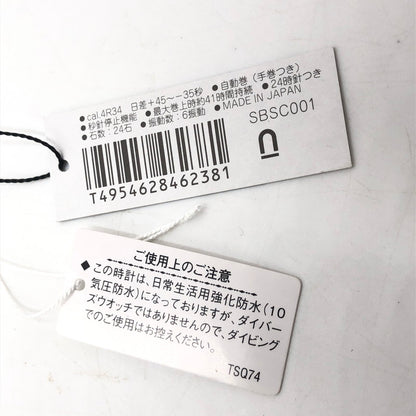 ●cal.4R34 日差+45〜−35秒 ●自動巻(手巻つき)
●秒針停止機能 ●最大巻上時約41時間持続 ●24時針つき
●石数:24石 ●振動数:6振動 ●MADE IN JAPAN
SBSC001
T4954628462381
ご使用上のご注意
◆この時計は、日常生活用強化防水(10
気圧防水)になっておりますが、ダイバー
ズウオッチではありませんので、ダイビング
でのご使用はお控えください。
TSQ74